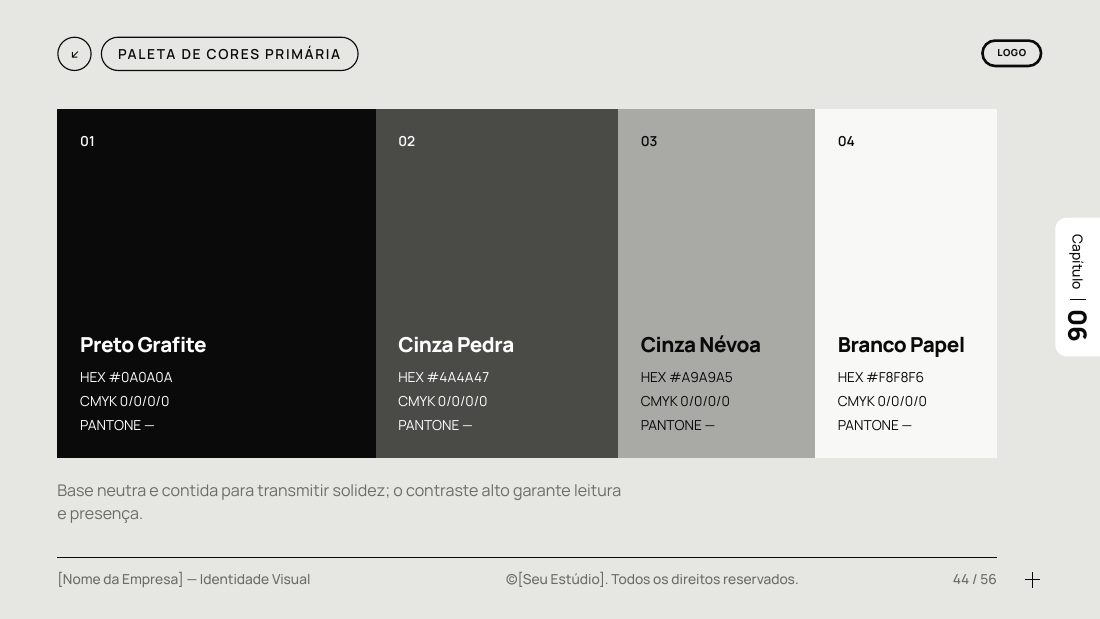 PALETA DE CORES PRIMÁRIA
LOGO
01
02
03
04
Preto Grafite
HEX #0A0A0A
CMYK 0/0/0/0
PANTONE —
Cinza Pedra
HEX #4A4A47
CMYK 0/0/0/0
PANTONE —
Cinza Névoa
HEX #A9A9A5
CMYK 0/0/0/0
PANTONE —
Branco Papel
HEX #F8F8F6
CMYK 0/0/0/0
PANTONE —
Capítulo | 06
Base neutra e contida para transmitir solidez; o contraste alto garante leitura
e presença.
[Nome da Empresa] — Identidade Visual
©[Seu Estúdio]. Todos os direitos reservados.
44 / 56